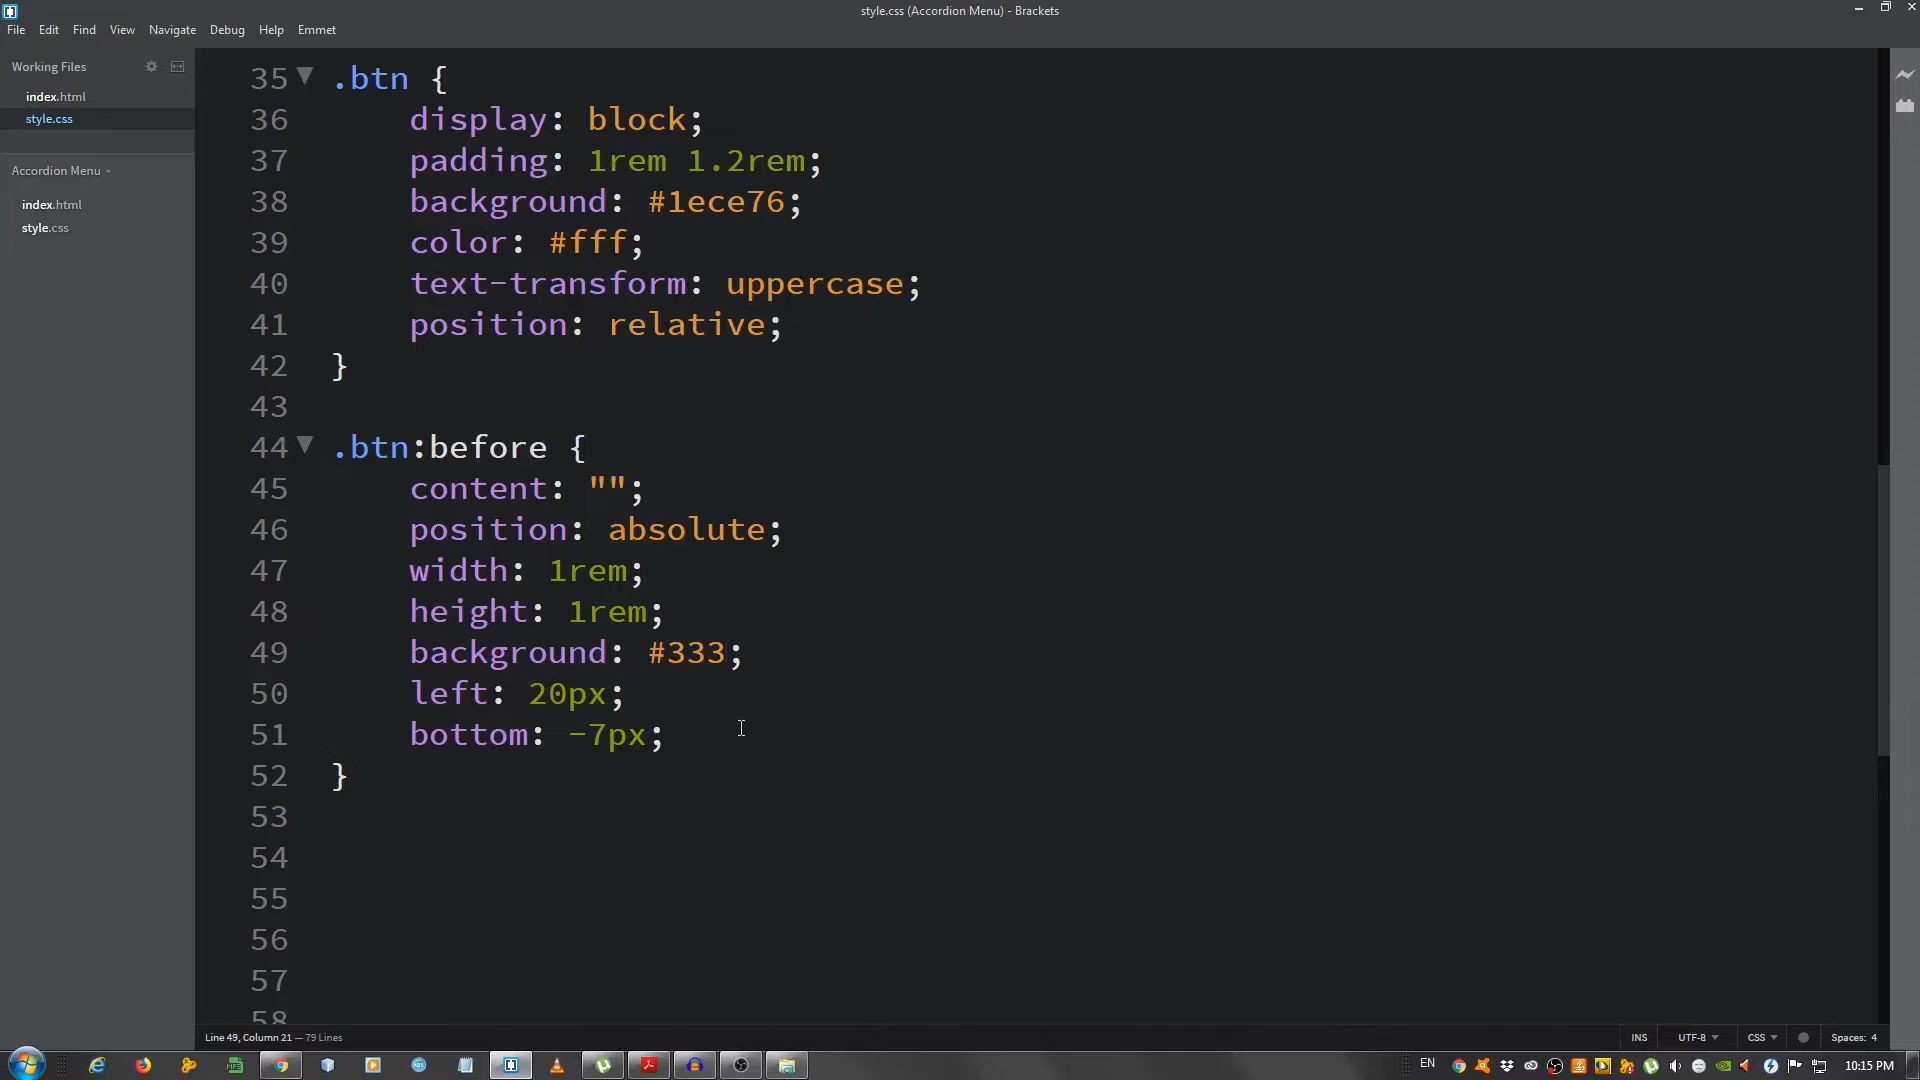 style.css (Accordion Menu) - Brackets
File Edit Find View Navigate Debug Help Emmet
Working Files
index.html
style.css
Accordion Menu
index.html
style.css
35 .btn {
36 display: block;
37 padding: 1rem 1.2rem;
38 background: #1ece76;
39 color: #fff;
40 text-transform: uppercase;
41 position: relative;
42 }
43
44 .btn:before {
45 content: "";
46 position: absolute;
47 width: 1rem;
48 height: 1rem;
49 background: #333;
50 left: 20px;
51 bottom: -7px;
52 }
53
54
55
56
57
58
Line 49, Column 21 — 79 Lines
INS UTF-8 CSS Spaces: 4
EN 10:15 PM